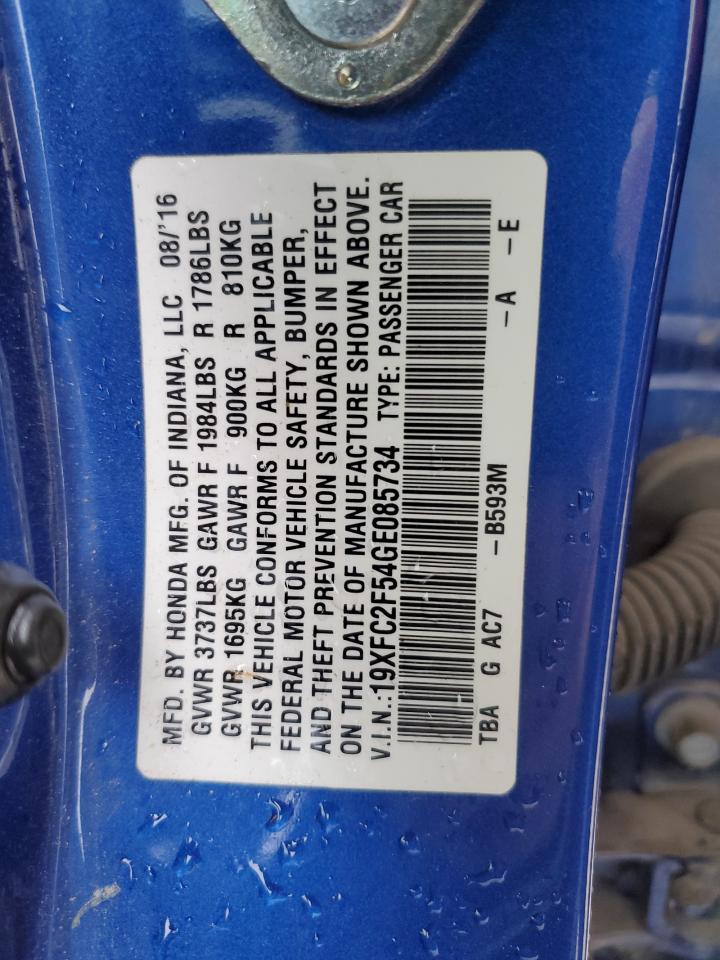 MFD. BY HONDA MFG. OF INDIANA, LLC 08/'16
GVWR 3737LBS GAWR F 1984LBS R 1786LBS
GVWR 1695KG GAWR F 900KG R 810KG
THIS VEHICLE CONFORMS TO ALL APPLICABLE
FEDERAL MOTOR VEHICLE SAFETY, BUMPER,
AND THEFT PREVENTION STANDARDS IN EFFECT
ON THE DATE OF MANUFACTURE SHOWN ABOVE.
V.I.N.:19XFC2F54GE085734 TYPE: PASSENGER CAR
TBA G AC7 -B593M -A -E